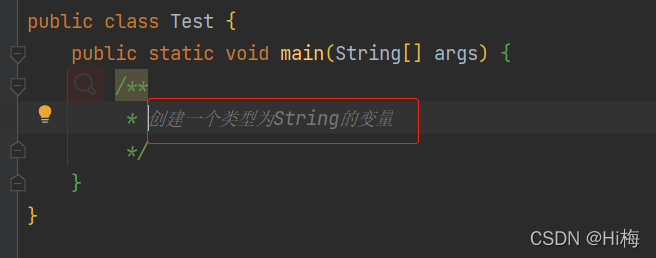 public class Test {
public static void main(String[] args) {
/**
* 创建一个类型为String的变量
*/
}
}
CSDN @Hi梅